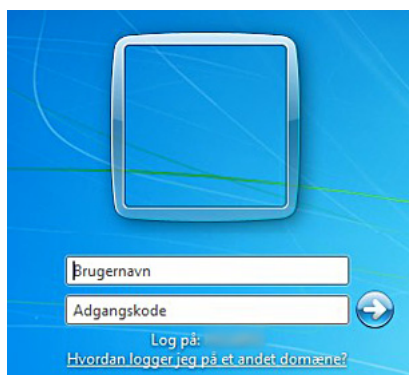 Brugernavn
Adgangskode
Log på:
Hvordan logger jeg på et andet domæne?